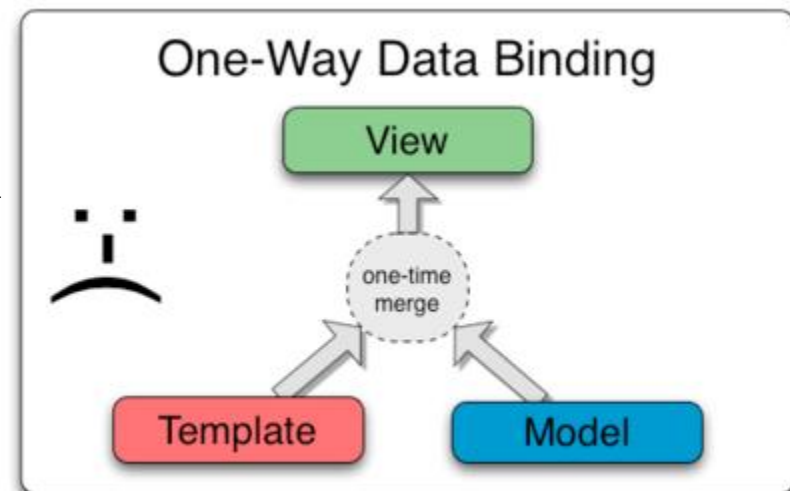 One-Way Data Binding
View
one-time
merge
Template
Model